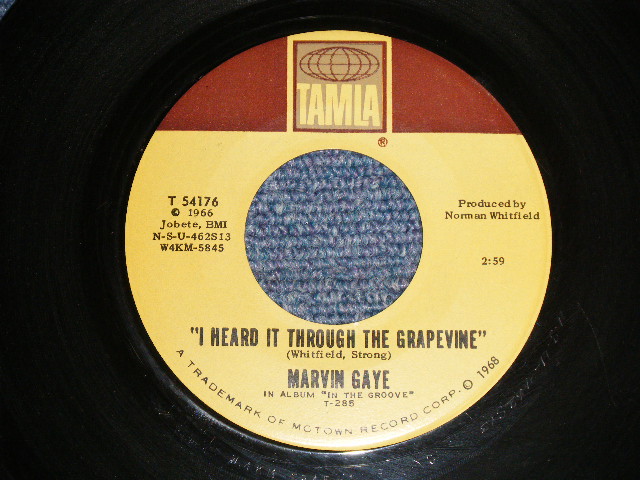 TAMLA
®
T 54176
© 1966
Jobete, BMI
N-S-U-462S13
W4KM-5845
Produced by
Norman Whitfield
2:59
"I HEARD IT THROUGH THE GRAPEVINE"
(Whitfield, Strong)
MARVIN GAYE
IN ALBUM "IN THE GROOVE"
T-285
A TRADEMARK OF MOTOWN RECORD CORP. © 1968